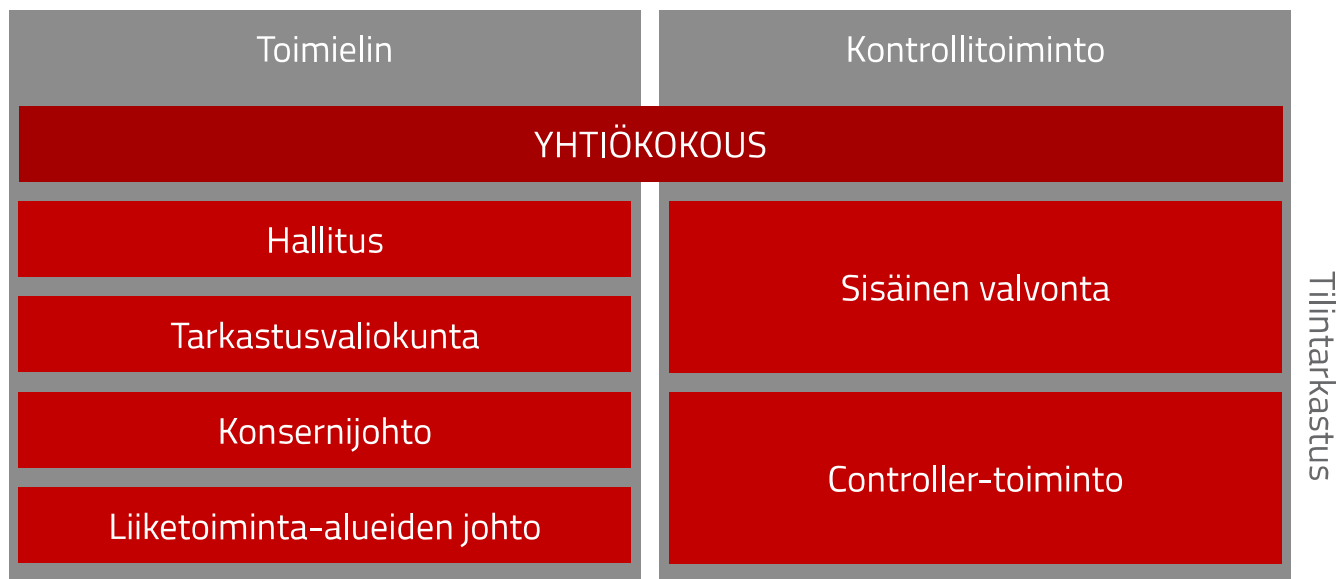 Toimielin
Kontrollitoiminto
YHTIÖKOKOUS
Hallitus
Tarkastusvaliokunta
Konsernijohto
Liiketoiminta-alueiden johto
Sisäinen valvonta
Controller-toiminto
Tilintarkastus